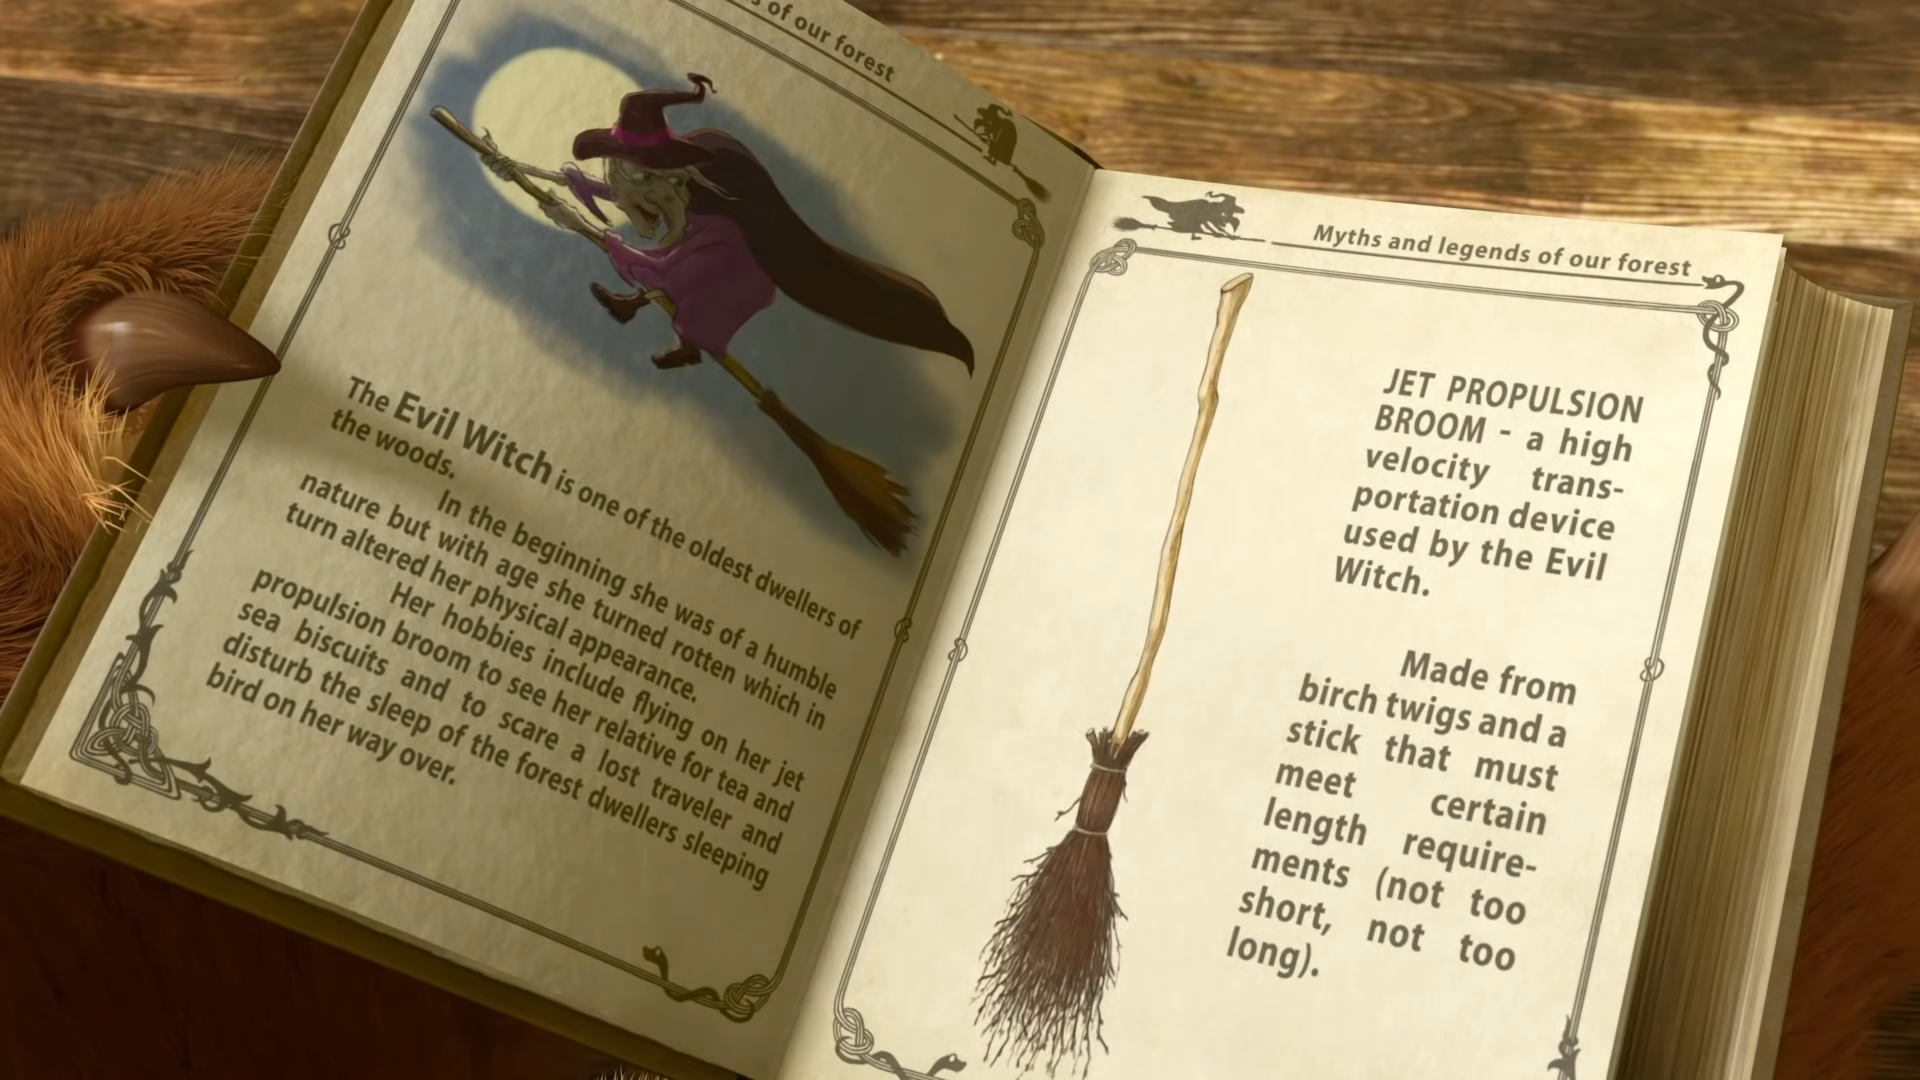 of our forest
The Evil Witch is one of the oldest dwellers of
the woods.
In the beginning she was of a humble
nature but with age she turned rotten which in
turn altered her physical appearance.
Her hobbies include flying on her jet
propulsion broom to see her relative for tea and
sea biscuits and to scare a lost traveler and
disturb the sleep of the forest dwellers sleeping
bird on her way over.
Myths and legends of our forest
JET PROPULSION
BROOM - a high
velocity trans-
portation device
used by the Evil
Witch.
Made from
birch twigs and a
stick that must
meet certain
length require-
ments (not too
short, not too
long).